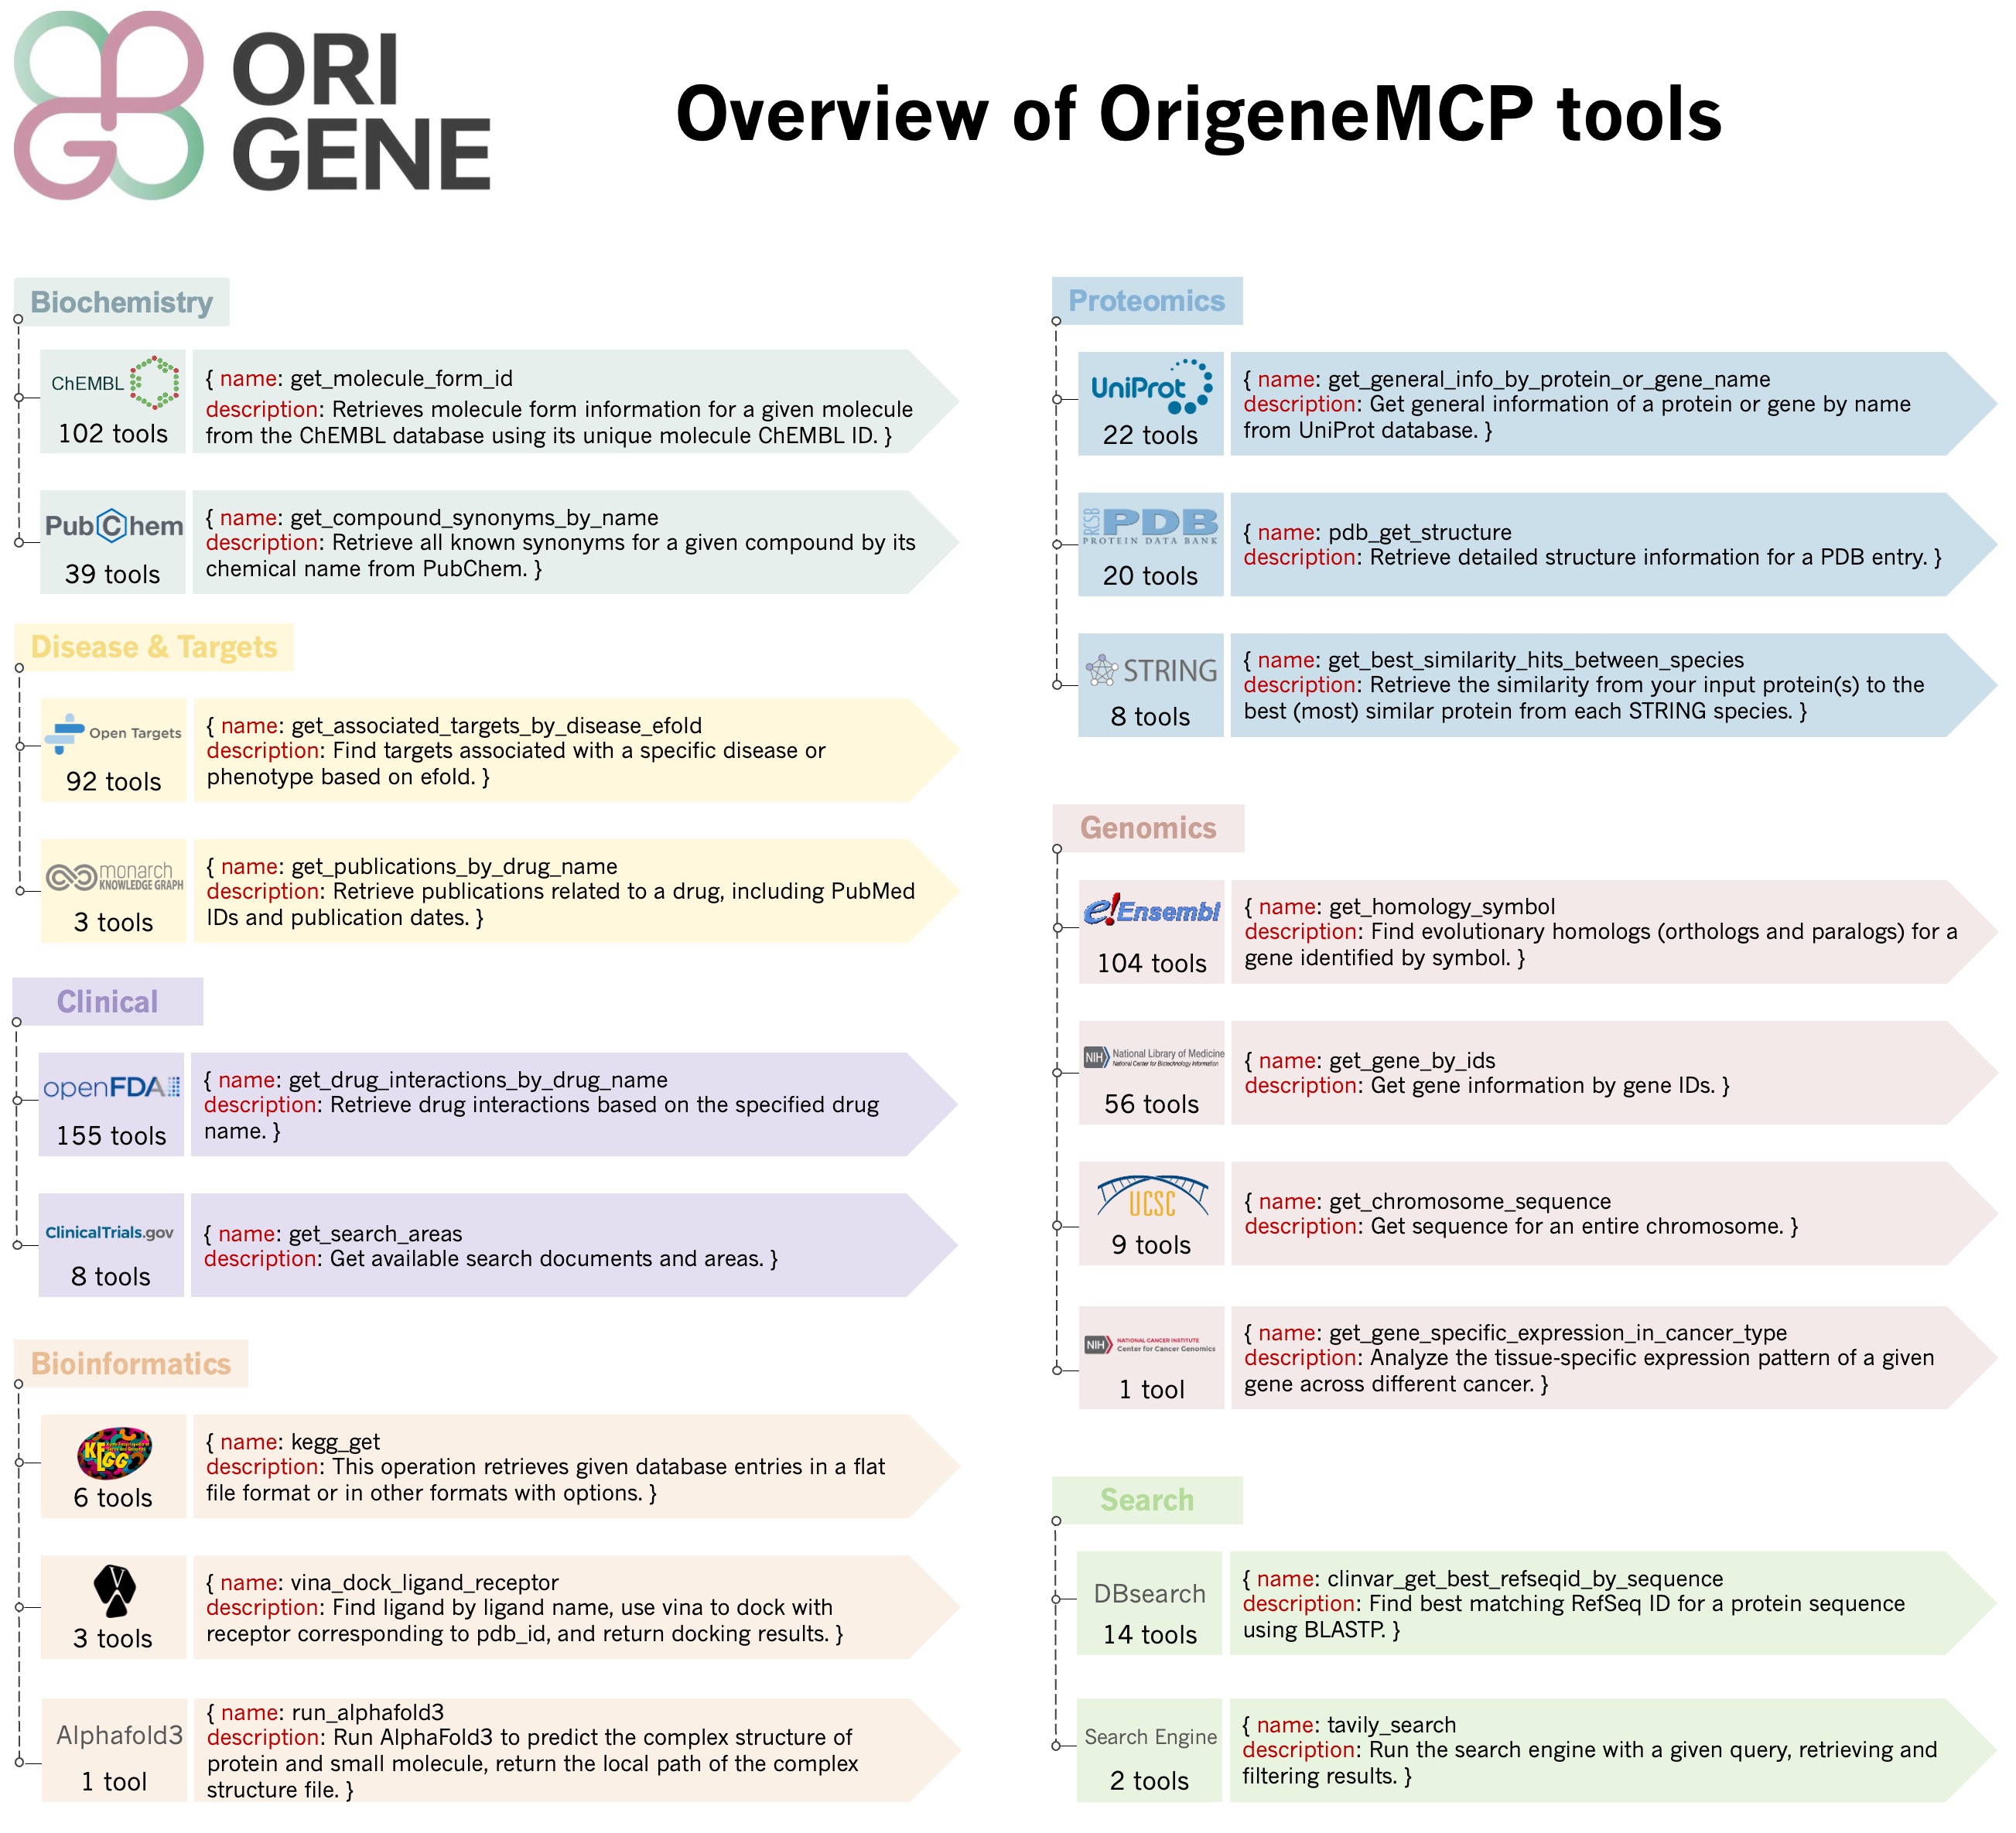 ORI
GENE
Overview of OrigeneMCP tools
Biochemistry
ChEMBL
102 tools
{ name: get_molecule_form_id
description: Retrieves molecule form information for a given molecule
from the ChEMBL database using its unique molecule ChEMBL ID. }
PubChem
39 tools
{ name: get_compound_synonyms_by_name
description: Retrieve all known synonyms for a given compound by its
chemical name from PubChem. }
Disease & Targets
Open Targets
92 tools
{ name: get_associated_targets_by_disease_efold
description: Find targets associated with a specific disease or
phenotype based on efold. }
monarch
KNOWLEDGE GRAPH
3 tools
{ name: get_publications_by_drug_name
description: Retrieve publications related to a drug, including PubMed
IDs and publication dates. }
Clinical
openFDA
155 tools
{ name: get_drug_interactions_by_drug_name
description: Retrieve drug interactions based on the specified drug
name. }
ClinicalTrials.gov
8 tools
{ name: get_search_areas
description: Get available search documents and areas. }
Bioinformatics
KEGG
6 tools
{ name: kegg_get
description: This operation retrieves given database entries in a flat
file format or in other formats with options. }
V
3 tools
{ name: vina_dock_ligand_receptor
description: Find ligand by ligand name, use vina to dock with
receptor corresponding to pdb_id, and return docking results. }
Alphafold3
1 tool
{ name: run_alphafold3
description: Run AlphaFold3 to predict the complex structure of
protein and small molecule, return the local path of the complex
structure file. }
Proteomics
UniProt
22 tools
{ name: get_general_info_by_protein_or_gene_name
description: Get general information of a protein or gene by name
from UniProt database. }
RCSB
PDB
PROTEIN DATA BANK
20 tools
{ name: pdb_get_structure
description: Retrieve detailed structure information for a PDB entry. }
STRING
8 tools
{ name: get_best_similarity_hits_between_species
description: Retrieve the similarity from your input protein(s) to the
best (most) similar protein from each STRING species. }
Genomics
e!Ensembl
104 tools
{ name: get_homology_symbol
description: Find evolutionary homologs (orthologs and paralogs) for a
gene identified by symbol. }
NIH National Library of Medicine
National Center for Biotechnology Information
56 tools
{ name: get_gene_by_ids
description: Get gene information by gene IDs. }
UCSC
9 tools
{ name: get_chromosome_sequence
description: Get sequence for an entire chromosome. }
NIH NATIONAL CANCER INSTITUTE
Center for Cancer Genomics
1 tool
{ name: get_gene_specific_expression_in_cancer_type
description: Analyze the tissue-specific expression pattern of a given
gene across different cancer. }
Search
DBsearch
14 tools
{ name: clinvar_get_best_refseqid_by_sequence
description: Find best matching RefSeq ID for a protein sequence
using BLASTP. }
Search Engine
2 tools
{ name: tavily_search
description: Run the search engine with a given query, retrieving and
filtering results. }